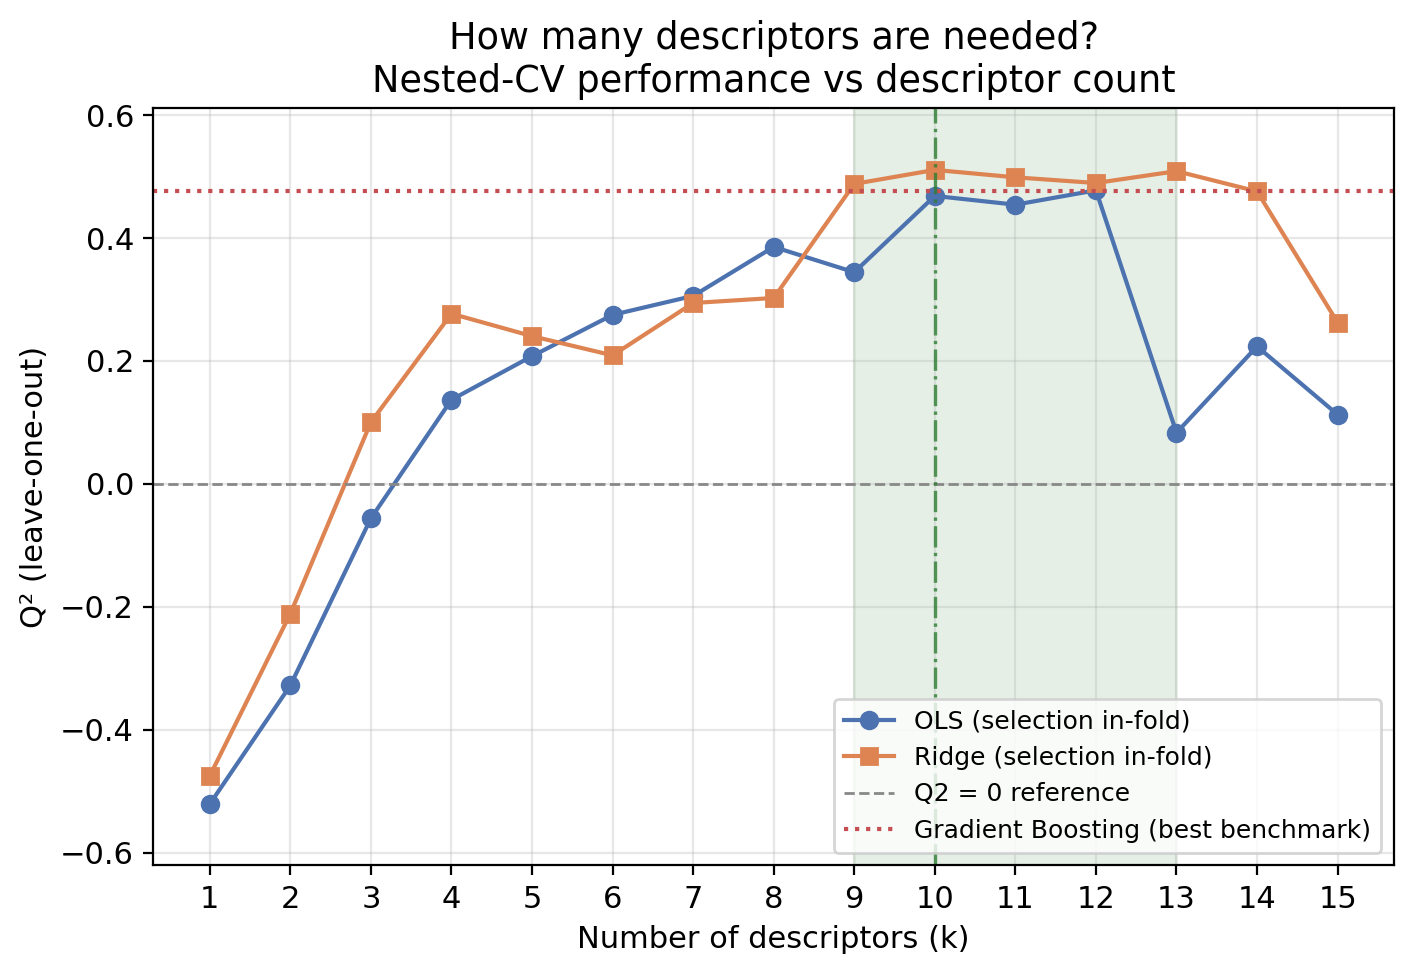 How many descriptors are needed?
Nested-CV performance vs descriptor count
0.6
0.4
0.2
0.0
−0.2
−0.4
−0.6
Q² (leave-one-out)
OLS (selection in-fold)
Ridge (selection in-fold)
Q2 = 0 reference
Gradient Boosting (best benchmark)
1 2 3 4 5 6 7 8 9 10 11 12 13 14 15
Number of descriptors (k)